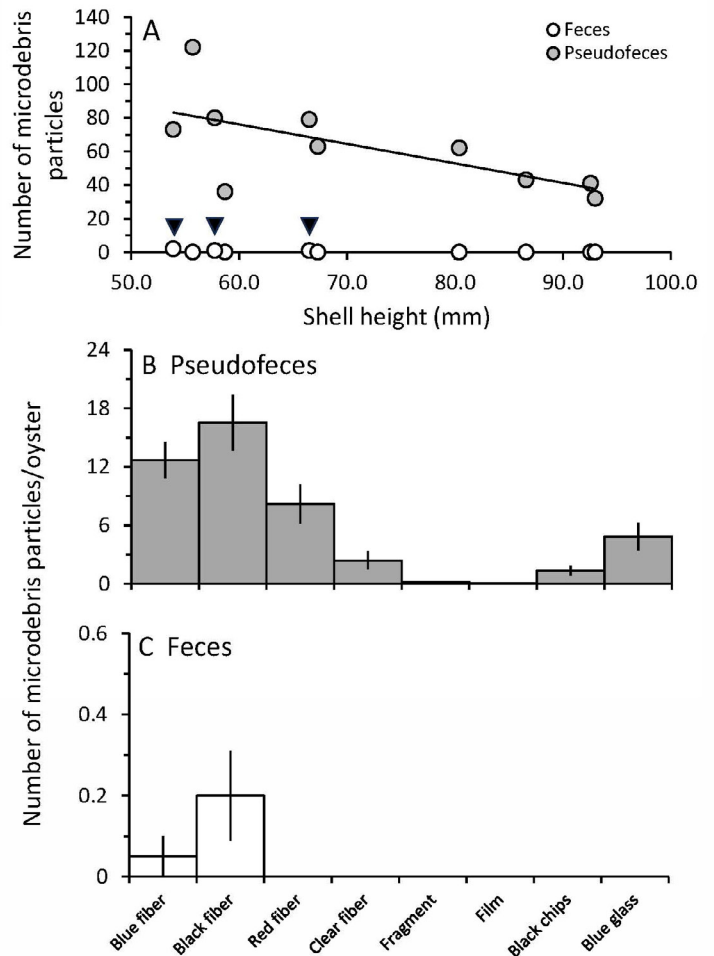 A
Feces
Pseudofeces
Number of microdebris
particles
140
120
100
80
60
40
20
0
50.0 60.0 70.0 80.0 90.0 100.0
Shell height (mm)
Number of microdebris particles/oyster
B Pseudofeces
24
18
12
6
0
C Feces
0.6
0.4
0.2
0
Blue fiber
Black fiber
Red fiber
Clear fiber
Fragment
Film
Black chips
Blue glass